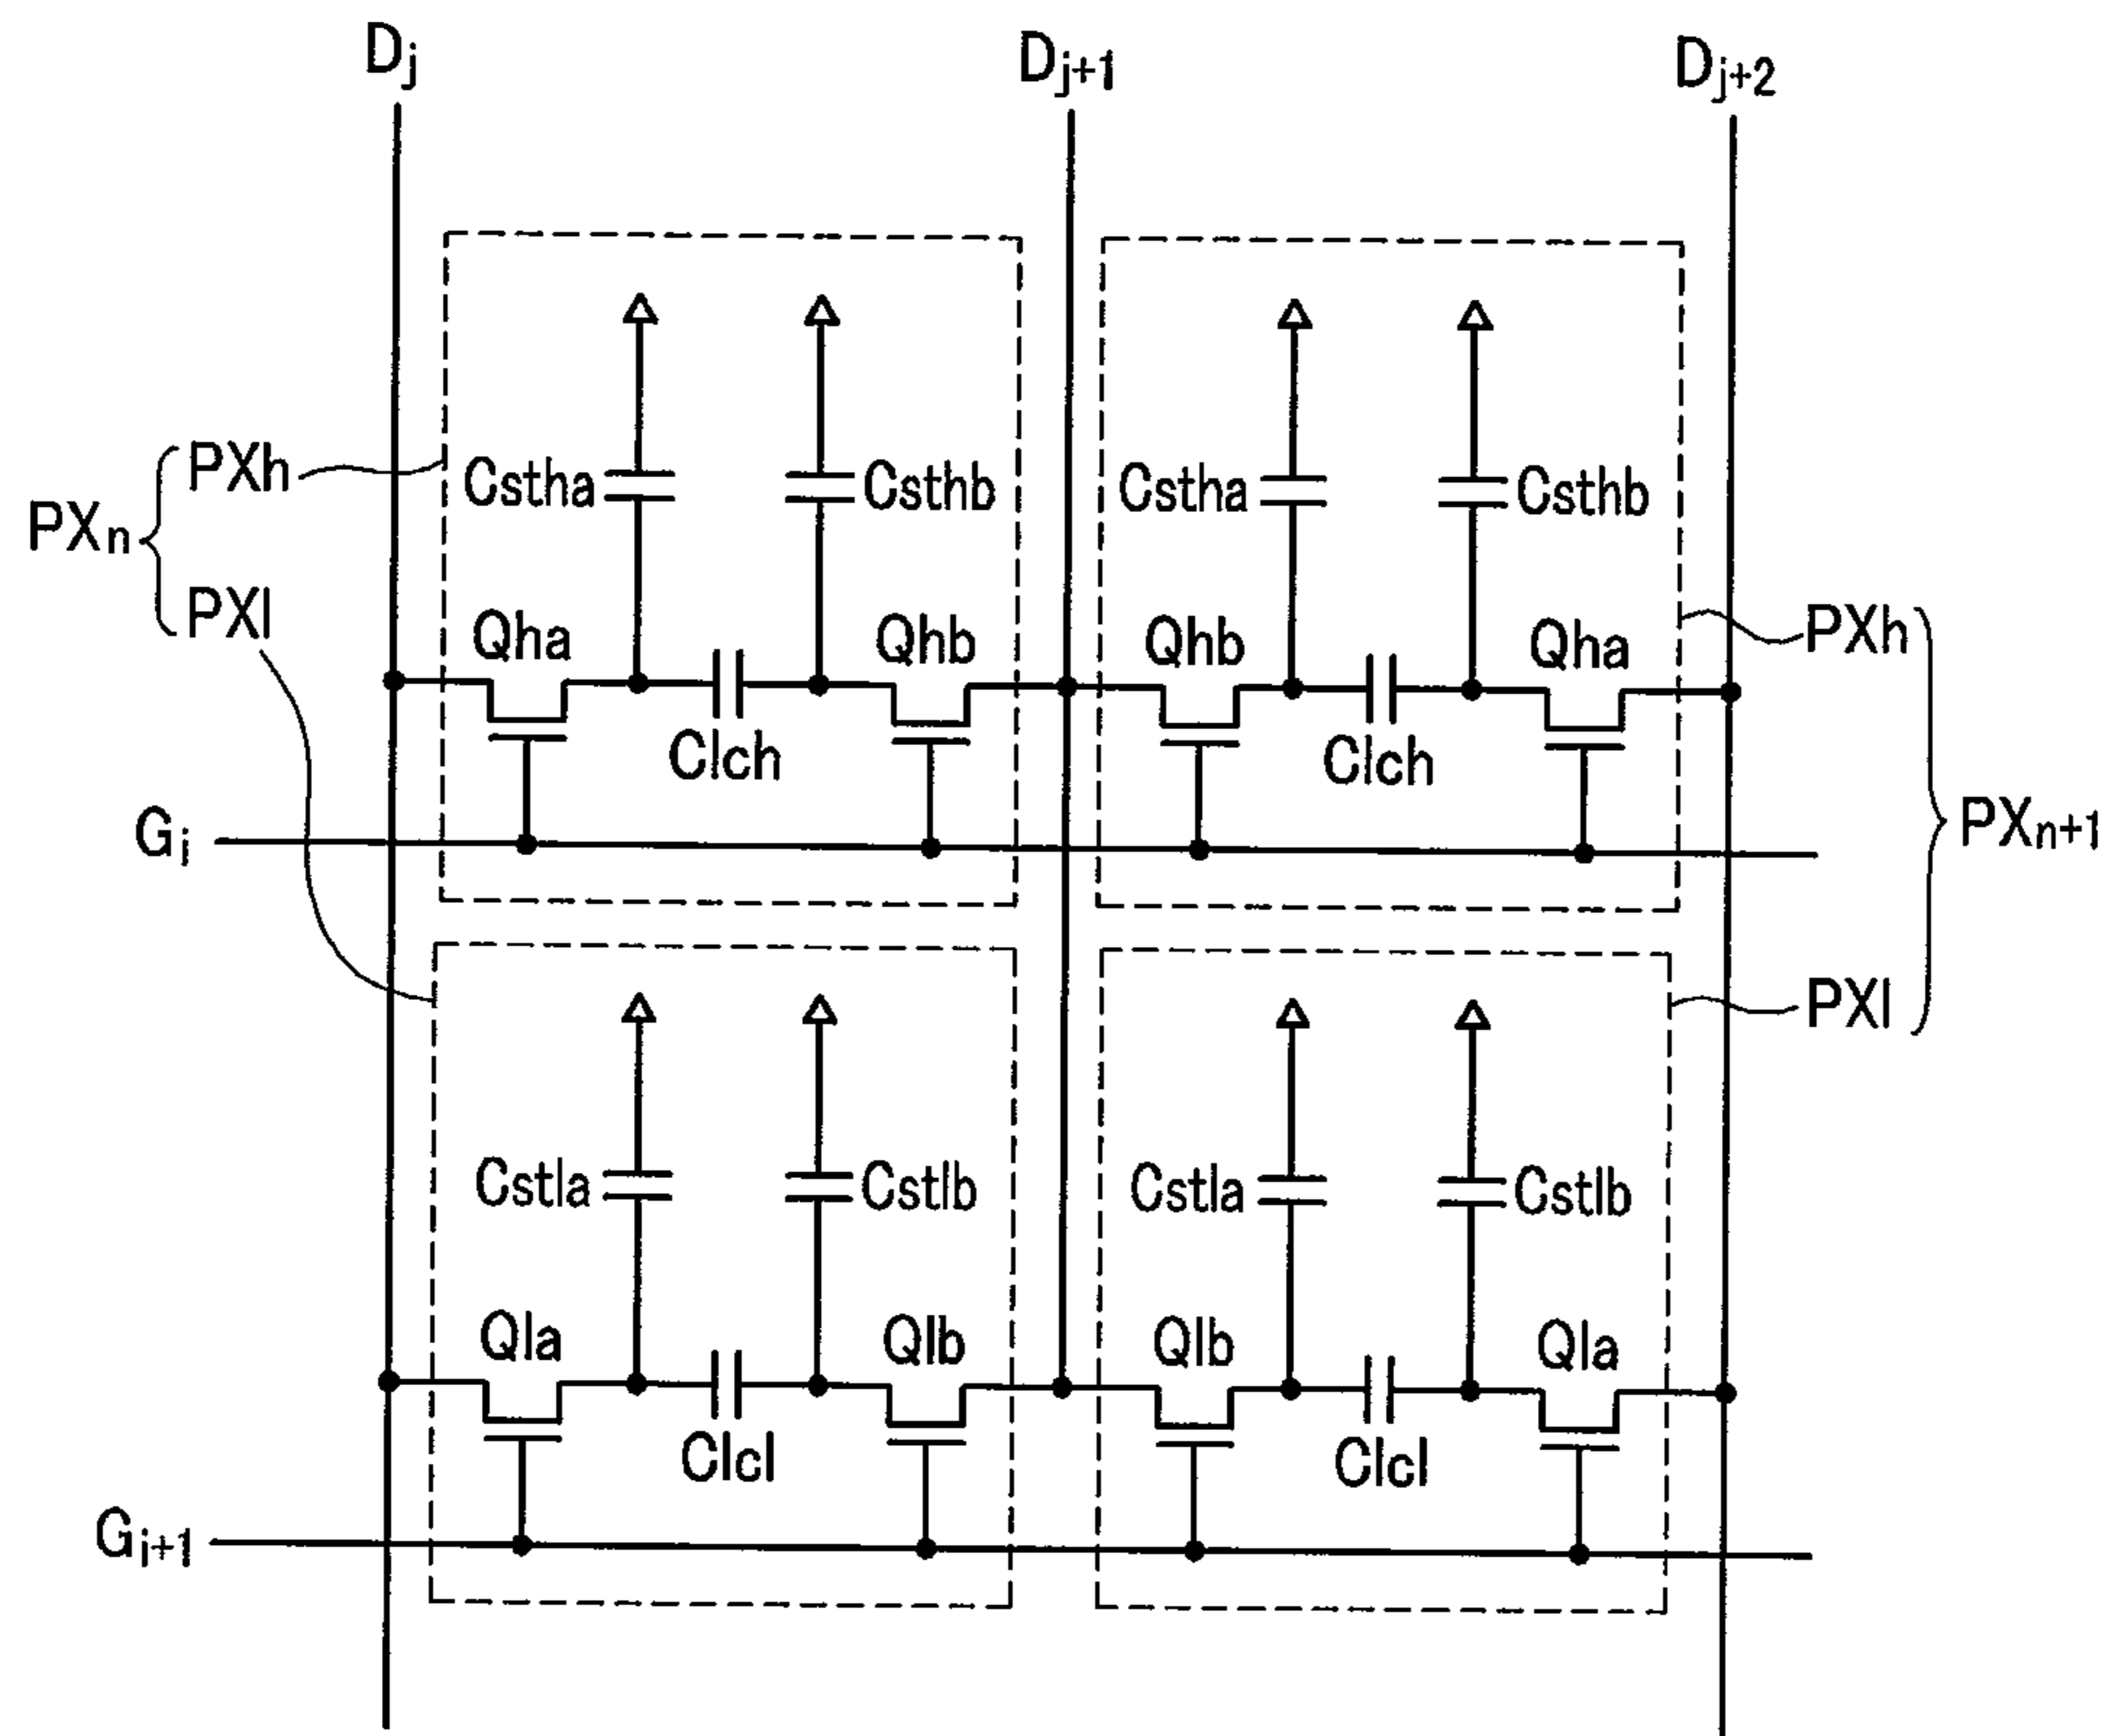 Dj
Dj+1
Dj+2
PXn
PXh
PXl
Cstha
Csthb
Cstha
Csthb
Qha
Qhb
Qhb
Qha
PXh
Clch
Clch
Gi
PXn+1
PXl
Cstla
Cstlb
Cstla
Cstlb
Qla
Qlb
Qlb
Qla
Clcl
Clcl
Gi+1